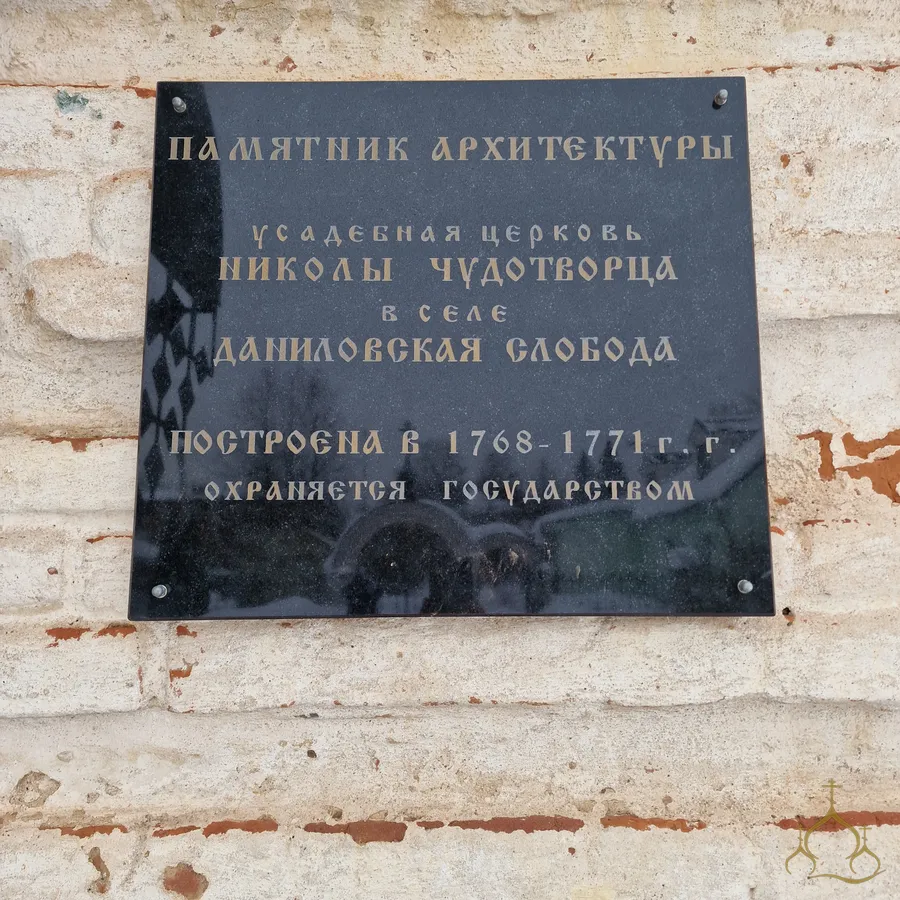 ПАМЯТНИК АРХИТЕКТУРЫ
УСАДЕБНАЯ ЦЕРКОВЬ
НИКОЛЫ ЧУДОТВОРЦА
В СЕЛЕ
ДАНИЛОВСКАЯ СЛОБОДА
ПОСТРОЕНА В 1768-1771 г. г.
ОХРАНЯЕТСЯ ГОСУДАРСТВОМ